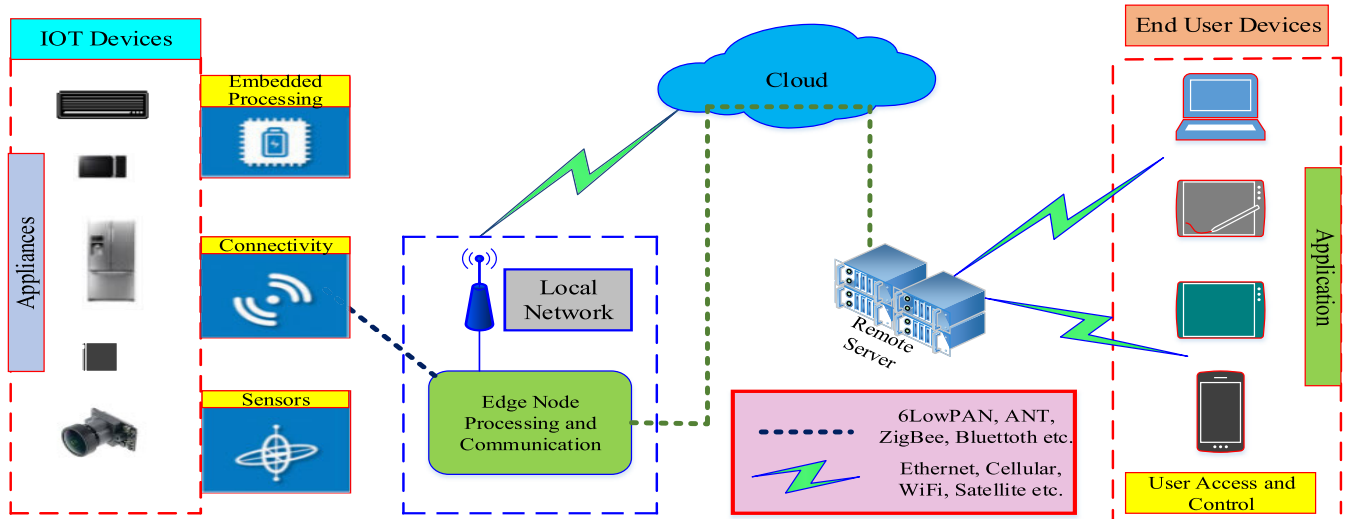 IOT Devices
Appliances
Embedded
Processing
Connectivity
Sensors
Local
Network
Edge Node
Processing and
Communication
Cloud
Remote
Server
6LowPAN, ANT,
ZigBee, Bluettoth etc.
Ethernet, Cellular,
WiFi, Satellite etc.
End User Devices
Application
User Access and
Control